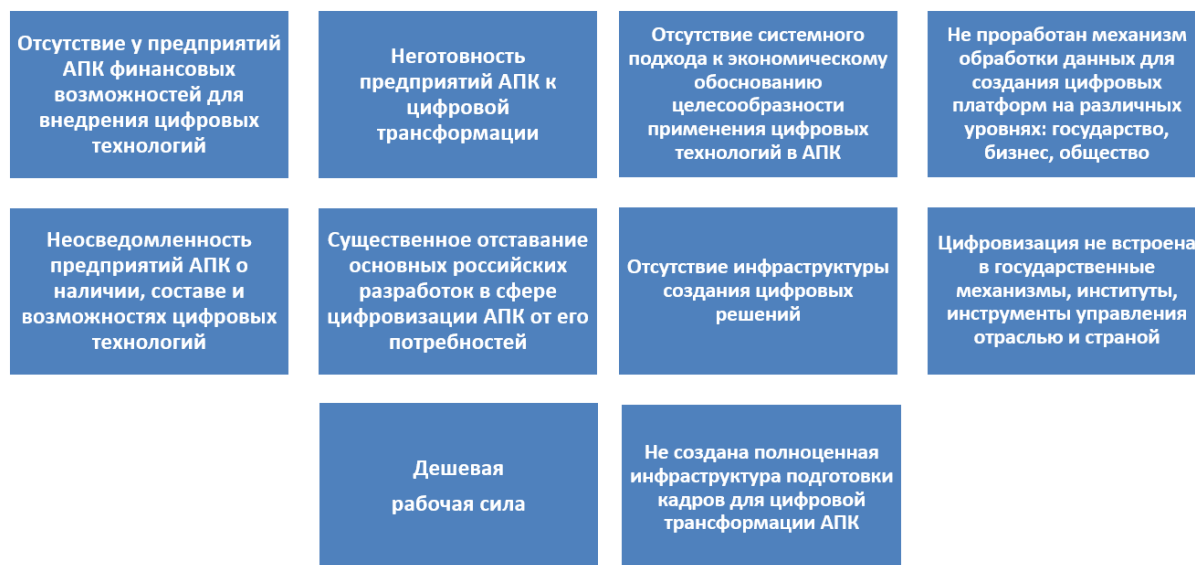 Отсутствие у предприятий
АПК финансовых
возможностей для
внедрения цифровых
технологий
Неготовность
предприятий АПК к
цифровой
трансформации
Отсутствие системного
подхода к экономическому
обоснованию
целесообразности
применения цифровых
технологий в АПК
Не проработан механизм
обработки данных для
создания цифровых
платформ на различных
уровнях: государство,
бизнес, общество
Неосведомленность
предприятий АПК о
наличии, составе и
возможностях цифровых
технологий
Существенное отставание
основных российских
разработок в сфере
цифровизации АПК от его
потребностей
Отсутствие инфраструктуры
создания цифровых
решений
Цифровизация не встроена
в государственные
механизмы, институты,
инструменты управления
отраслью и страной
Дешевая
рабочая сила
Не создана полноценная
инфраструктура подготовки
кадров для цифровой
трансформации АПК